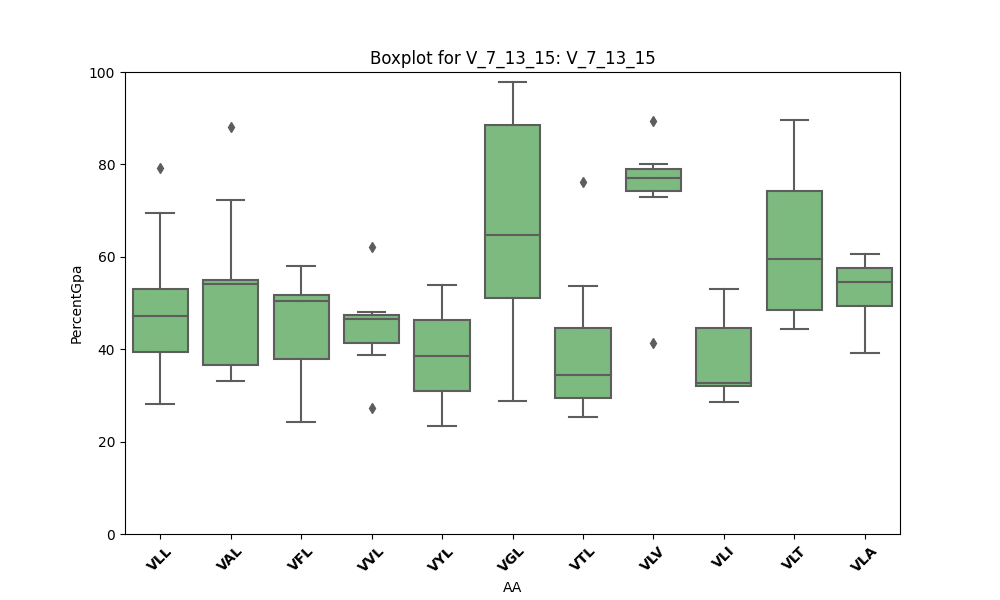 Boxplot for V_7_13_15: V_7_13_15
100
80
60
40
20
0
PercentGpa
VLL VAL VFL VVL VYL VGL VTL VLV VLI VLT VLA
AA